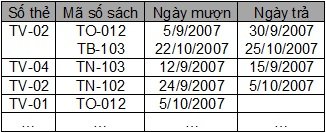 Số thẻ Mã số sách Ngày mượn Ngày trả
TV-02 TO-012 5/9/2007 30/9/2007
TB-103 22/10/2007 25/10/2007
TV-04 TN-103 12/9/2007 15/9/2007
TV-02 TN-102 24/9/2007 5/10/2007
TV-01 TO-012 5/10/2007
... ... ... ...